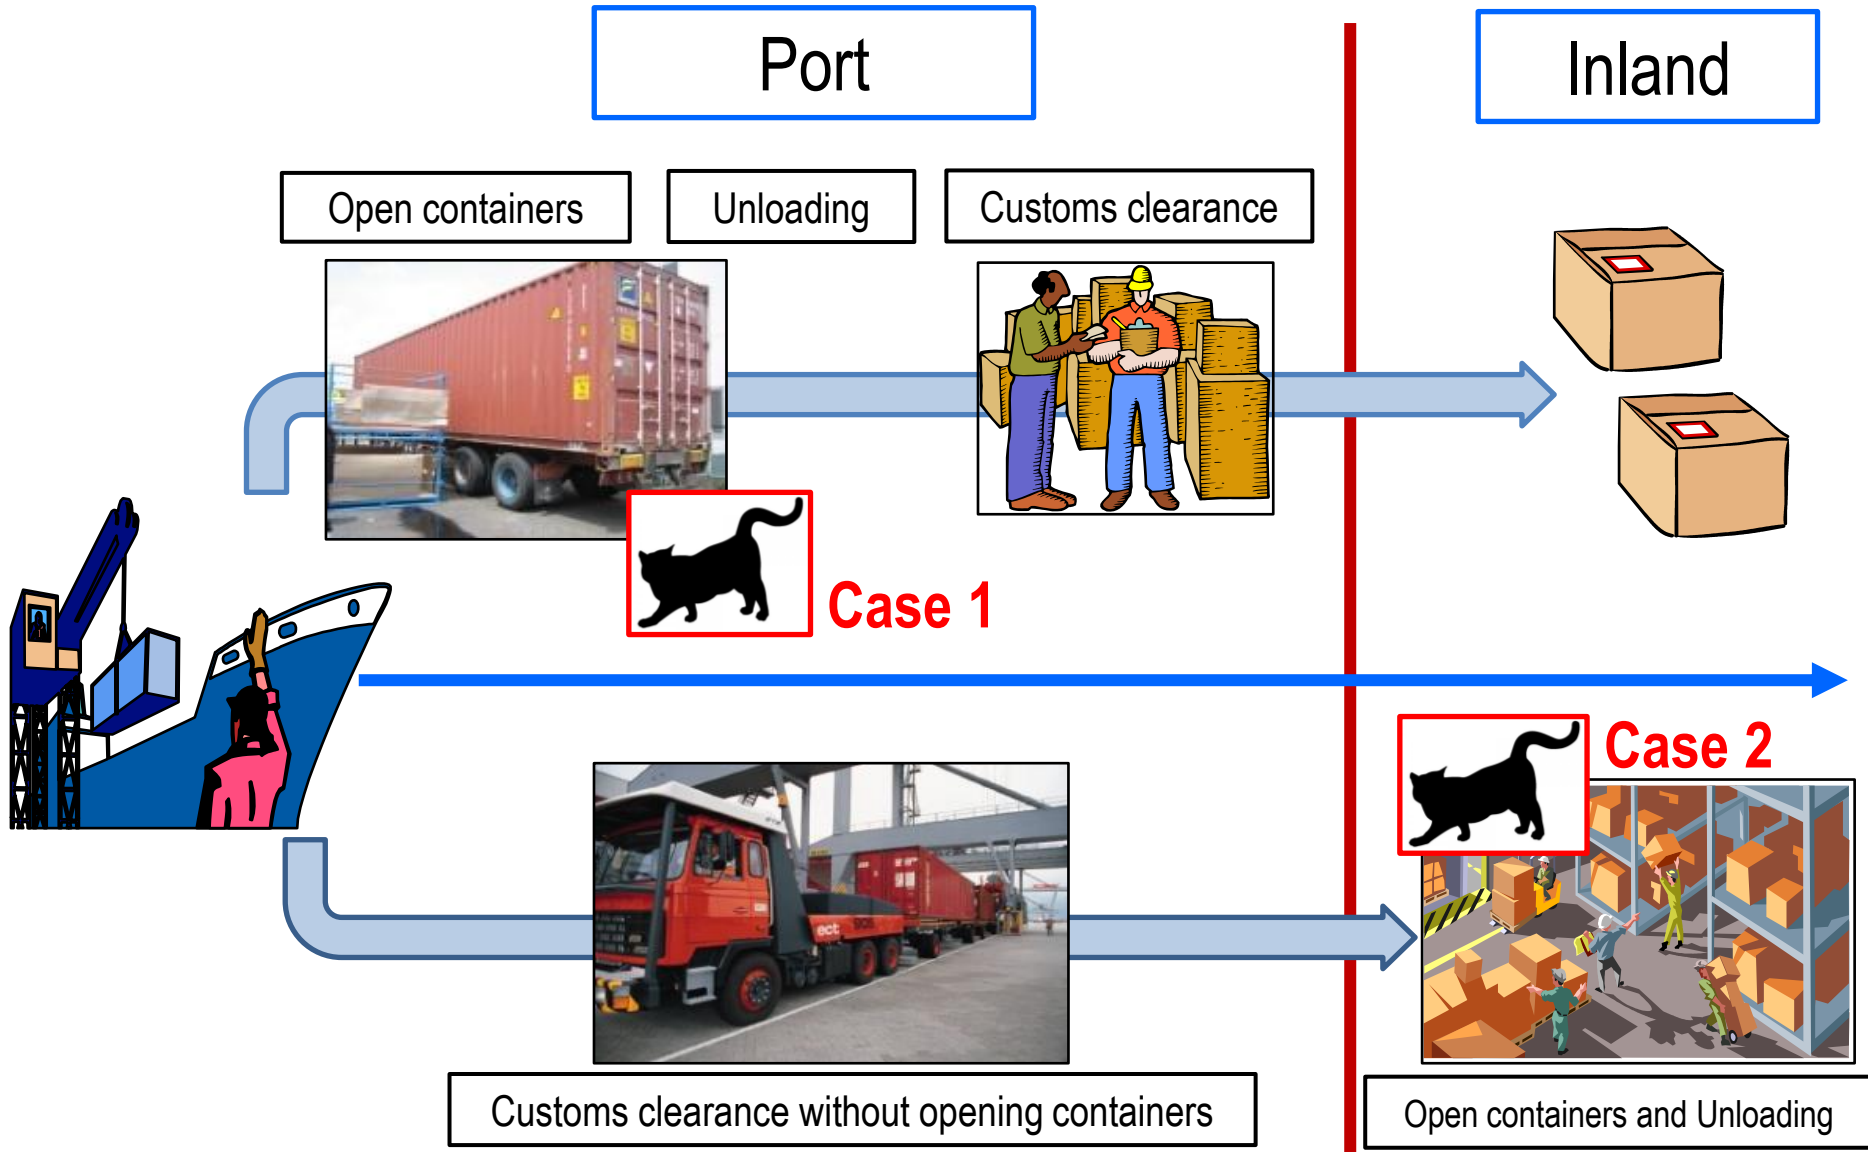 Port
Inland
Open containers
Unloading
Customs clearance
Case 1
Case 2
ect
Customs clearance without opening containers
Open containers and Unloading